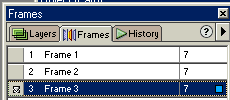 Frames
Layers Frames History ?
1 Frame 1 7
2 Frame 2 7
3 Frame 3 7